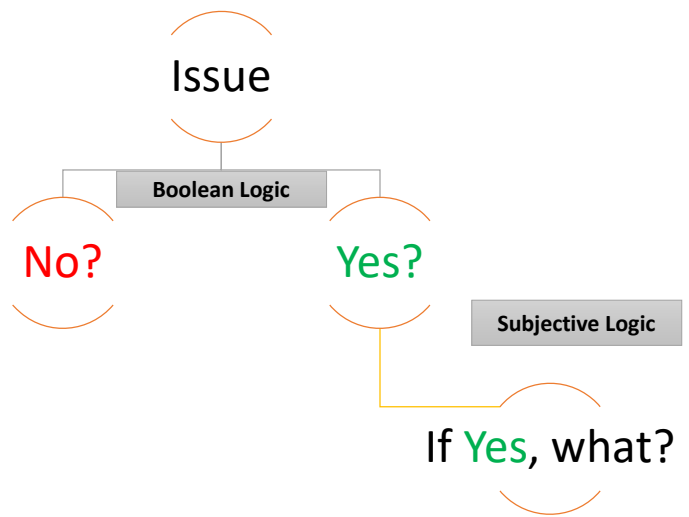 Issue
Boolean Logic
No?
Yes?
Subjective Logic
If Yes, what?